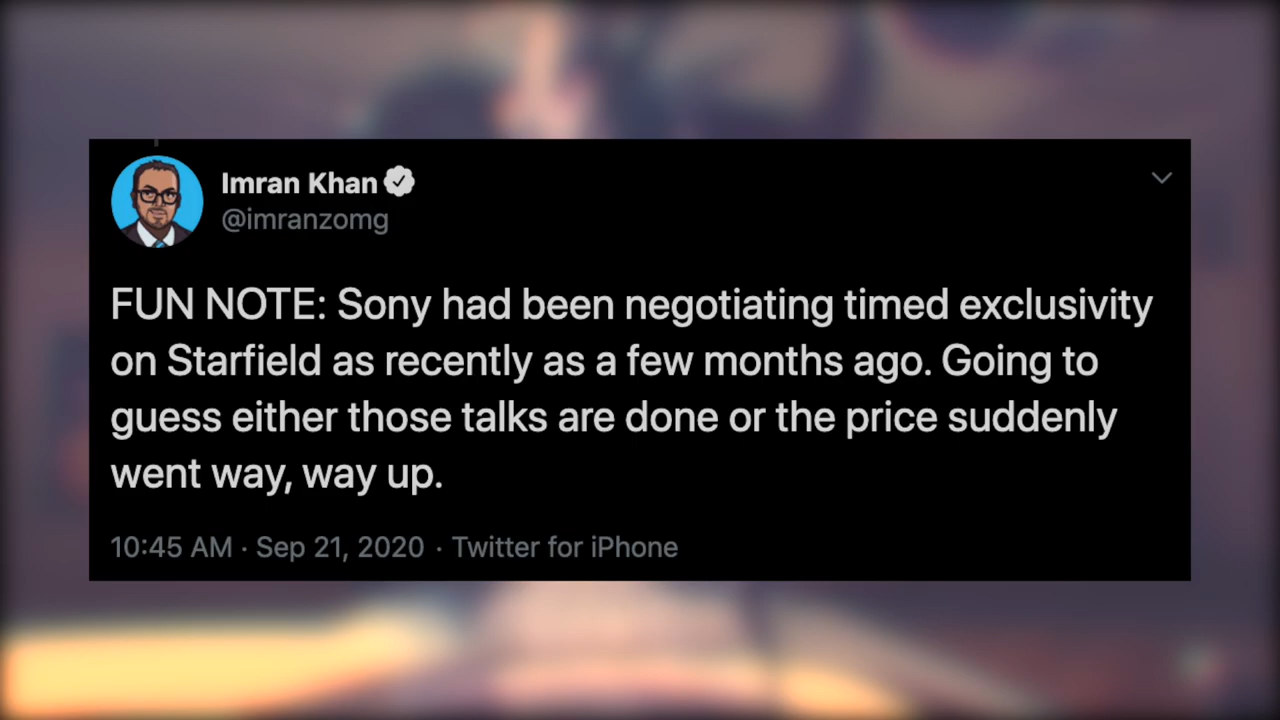 Imran Khan
@imranzomg
FUN NOTE: Sony had been negotiating timed exclusivity
on Starfield as recently as a few months ago. Going to
guess either those talks are done or the price suddenly
went way, way up.
10:45 AM · Sep 21, 2020 · Twitter for iPhone